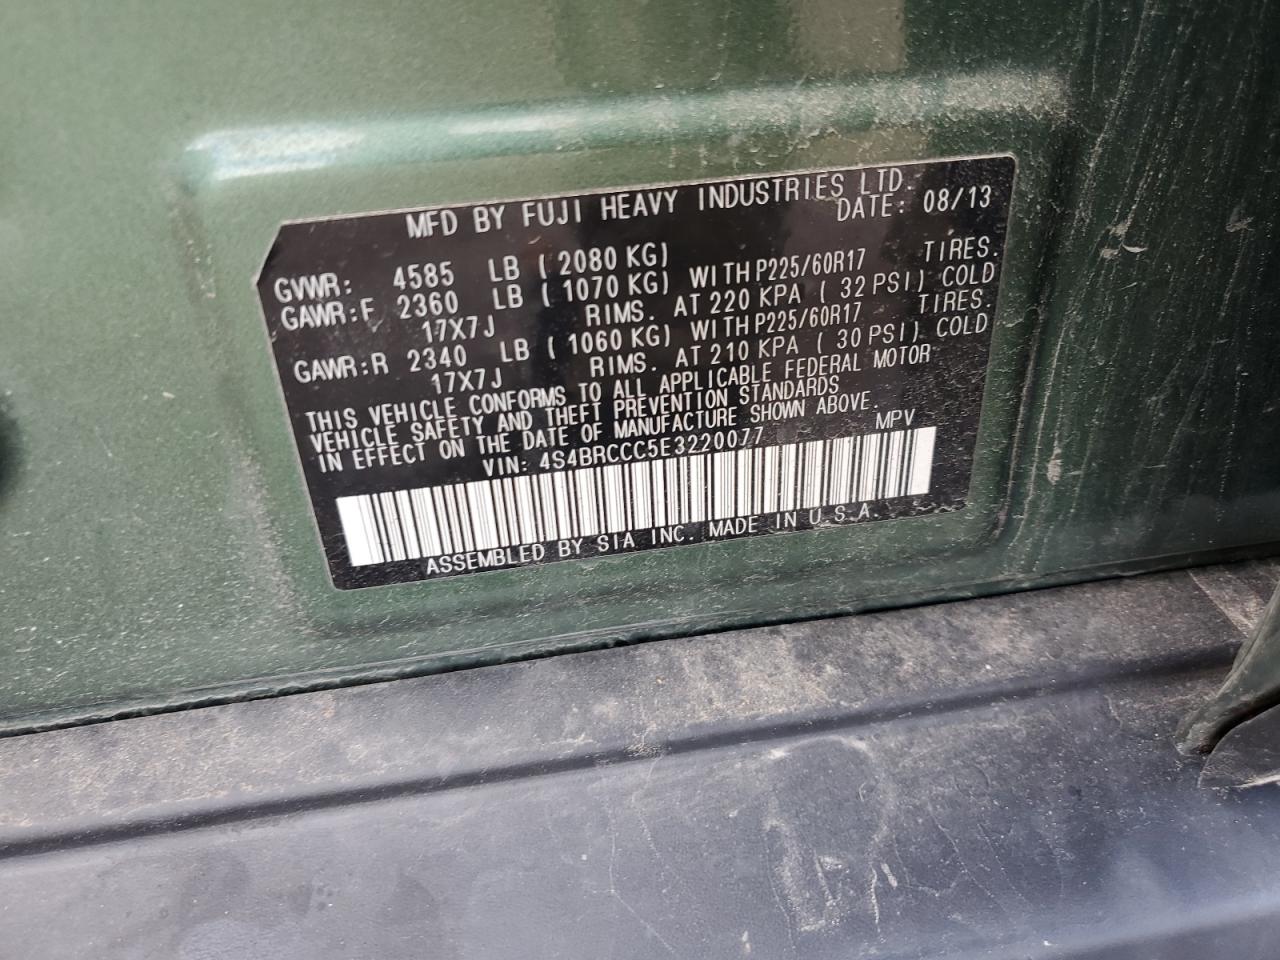 MFD BY FUJI HEAVY INDUSTRIES LTD.
DATE: 08/13
GVWR: 4585 LB ( 2080 KG)
GAWR:F 2360 LB ( 1070 KG) WITH P225/60R17 TIRES.
17X7J RIMS. AT 220 KPA ( 32 PSI) COLD
GAWR:R 2340 LB ( 1060 KG) WITH P225/60R17 TIRES.
17X7J RIMS. AT 210 KPA ( 30 PSI) COLD
THIS VEHICLE CONFORMS TO ALL APPLICABLE FEDERAL MOTOR
VEHICLE SAFETY AND THEFT PREVENTION STANDARDS
IN EFFECT ON THE DATE OF MANUFACTURE SHOWN ABOVE.
VIN: 4S4BRCCC5E3220077 MPV
ASSEMBLED BY SIA INC. MADE IN U.S.A.